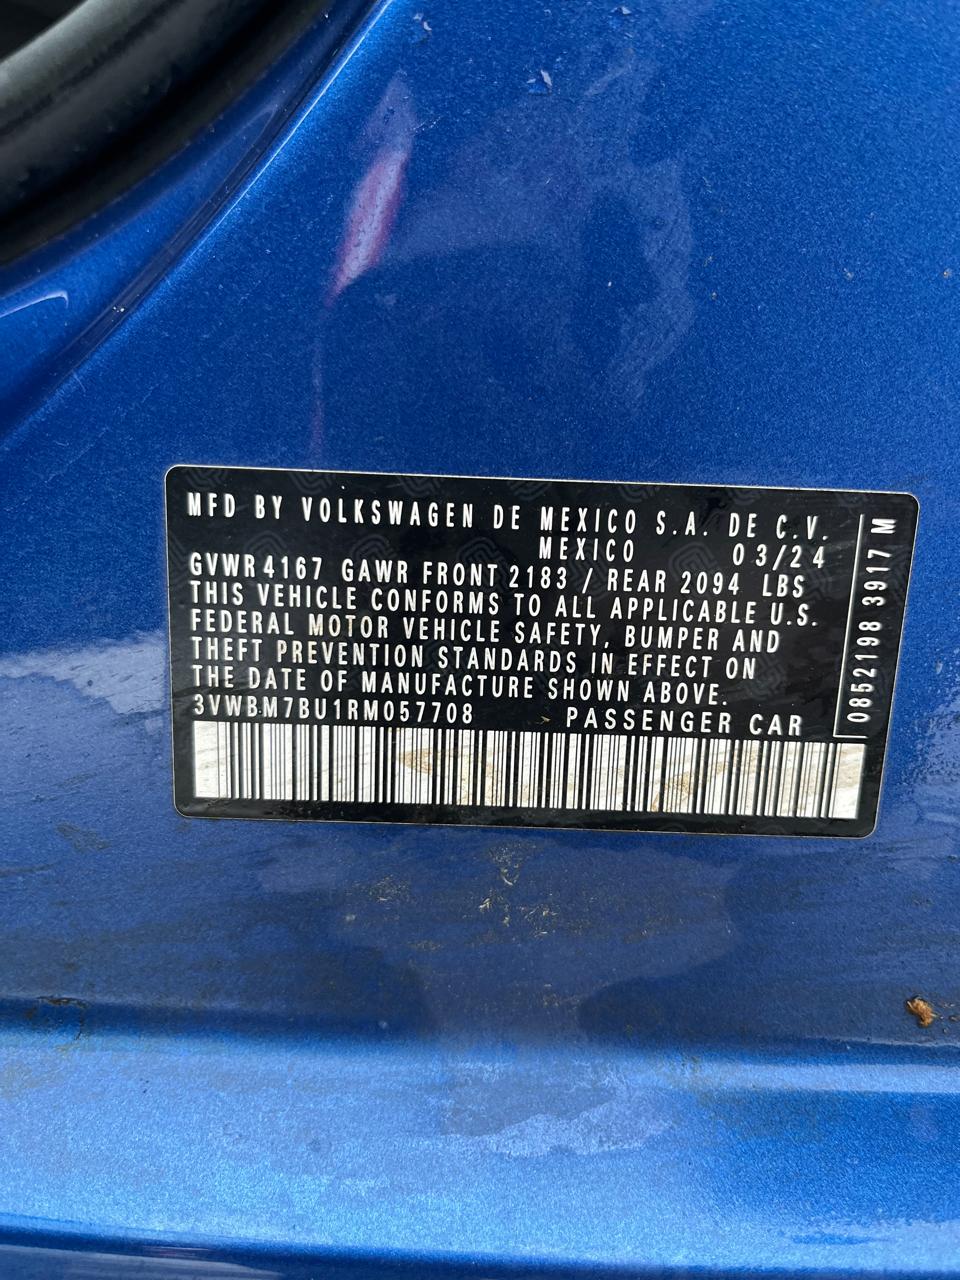 MFD BY VOLKSWAGEN DE MEXICO S.A. DE C.V.
MEXICO 03/24
GVWR 4167 GAWR FRONT 2183 / REAR 2094 LBS
THIS VEHICLE CONFORMS TO ALL APPLICABLE U.S.
FEDERAL MOTOR VEHICLE SAFETY, BUMPER AND
THEFT PREVENTION STANDARDS IN EFFECT ON
THE DATE OF MANUFACTURE SHOWN ABOVE.
3VWBM7BU1RM057708 PASSENGER CAR
0852198 3917 M